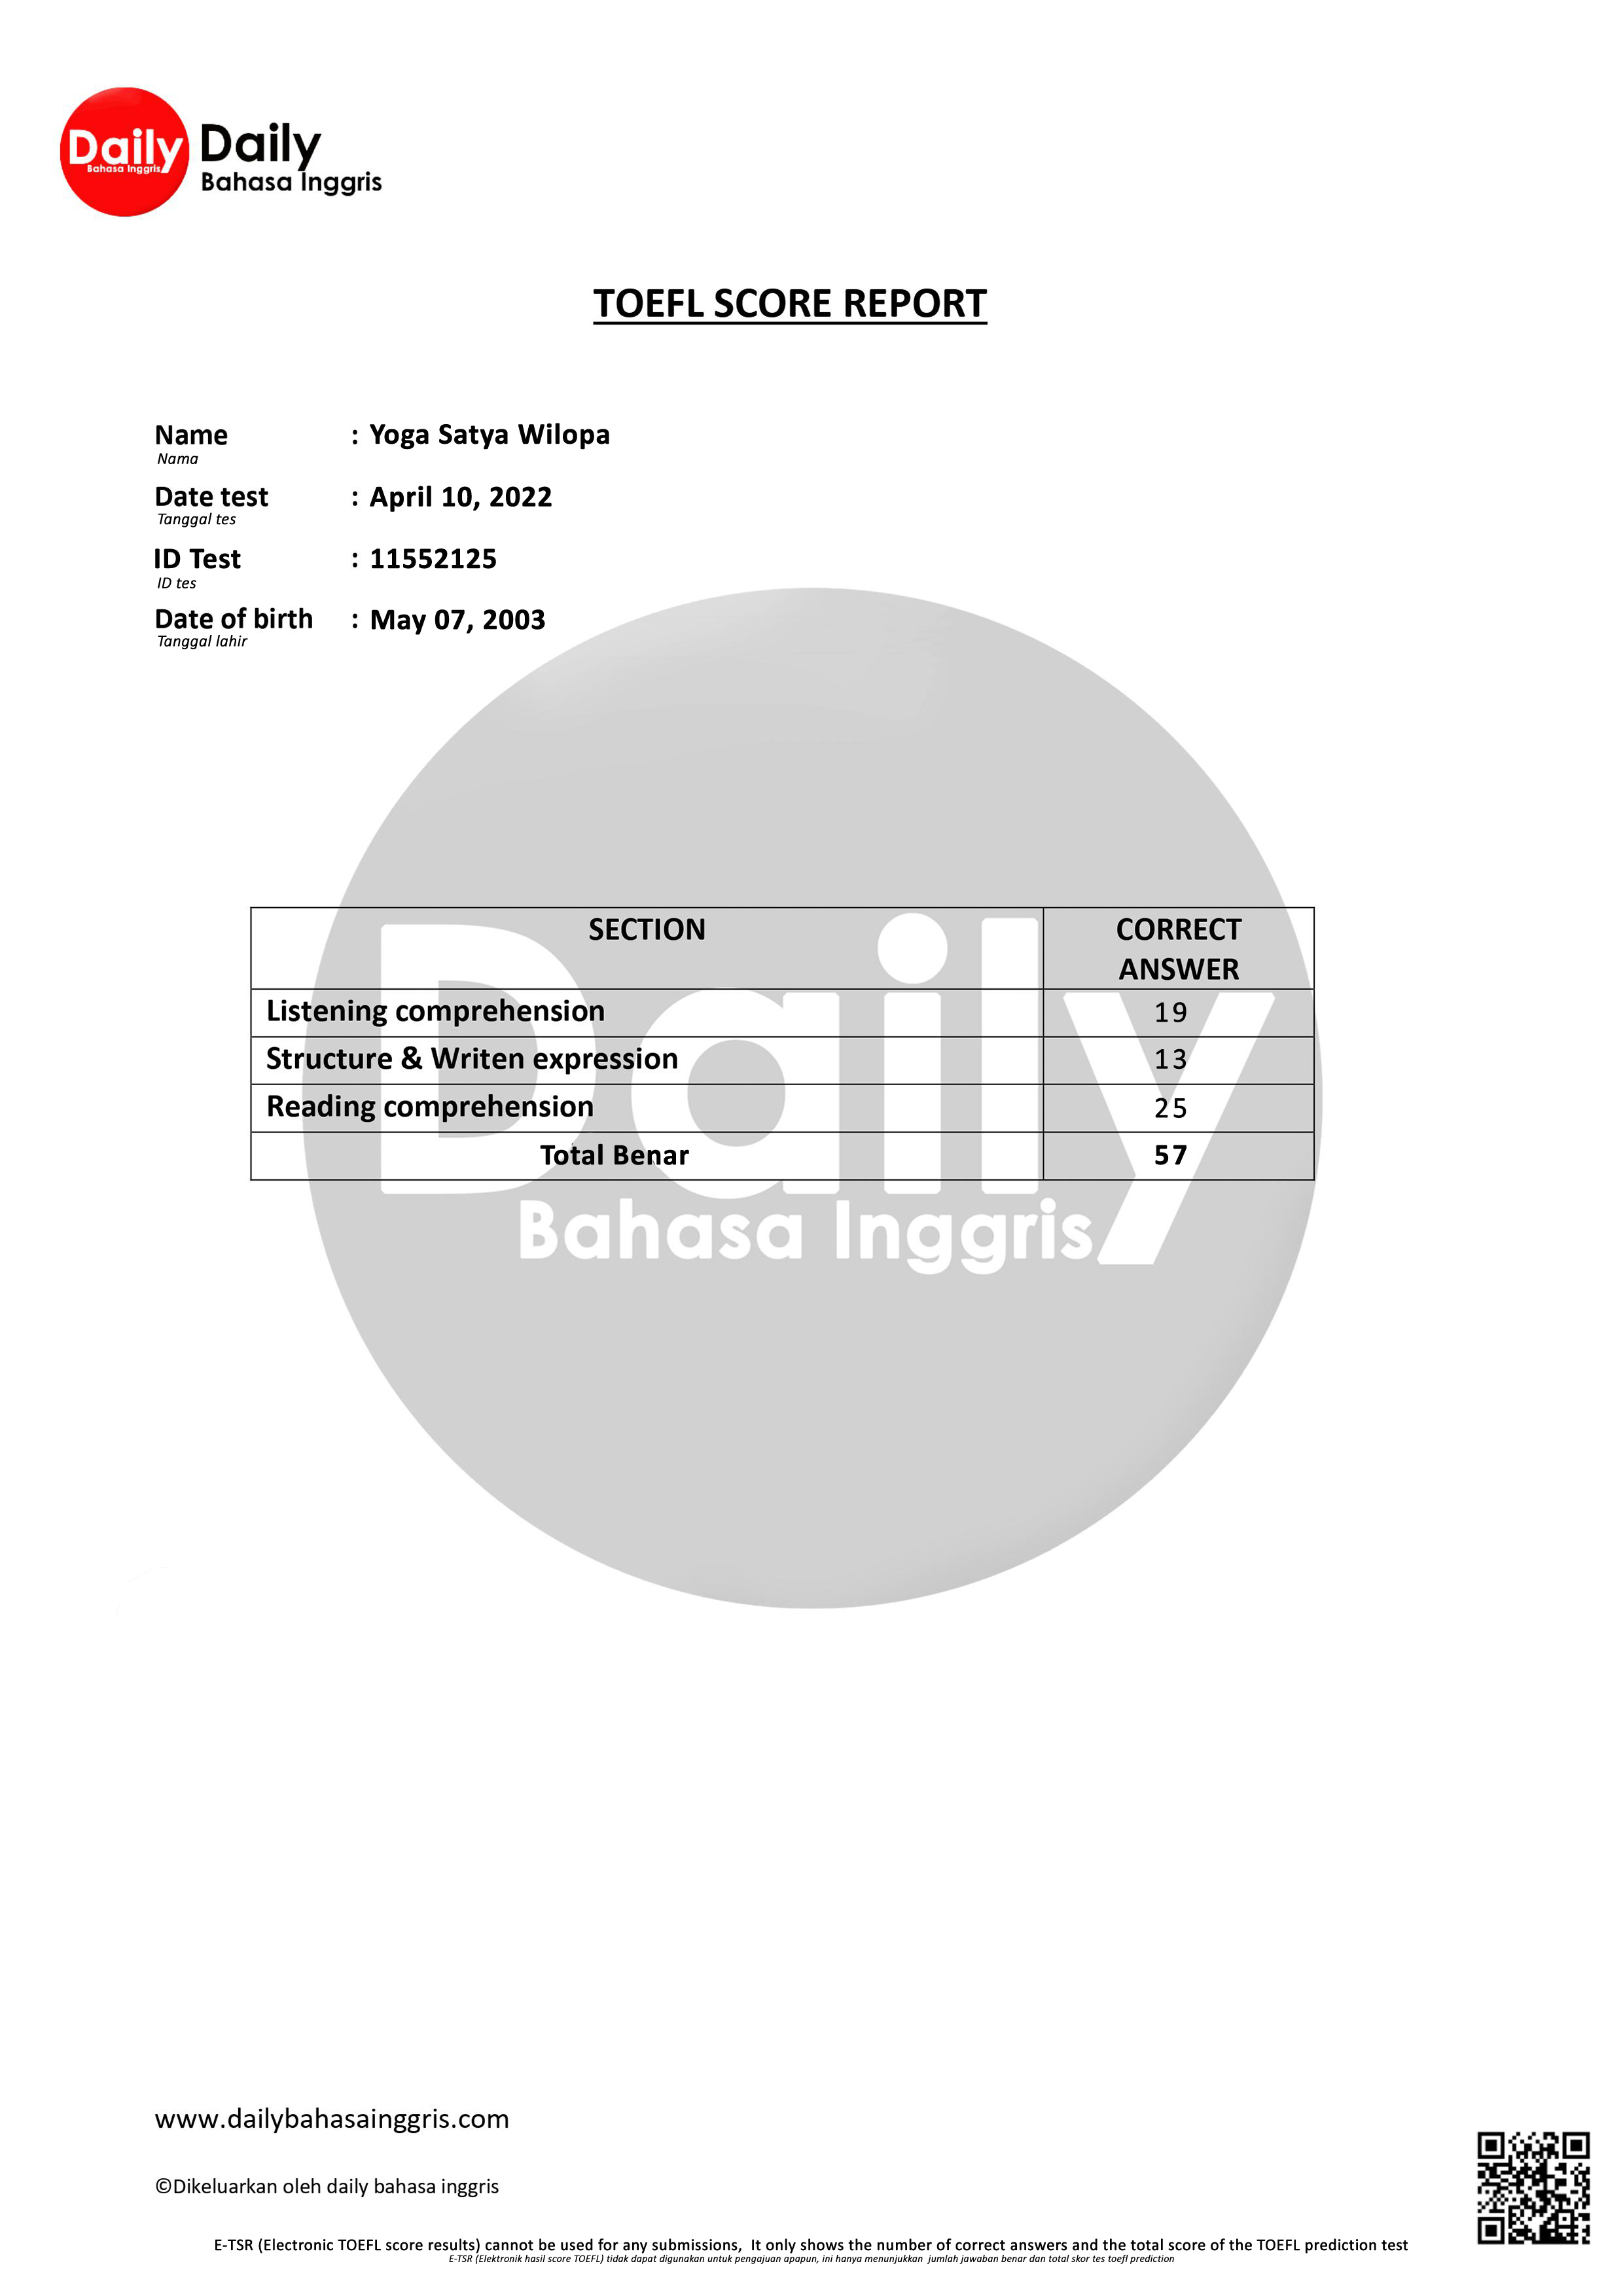 Daily
Bahasa Inggris
Daily
Bahasa Inggris
TOEFL SCORE REPORT
Name : Yoga Satya Wilopa
Nama
Date test : April 10, 2022
Tanggal tes
ID Test : 11552125
ID tes
Date of birth : May 07, 2003
Tanggal lahir
SECTION CORRECT ANSWER
Listening comprehension 19
Structure & Writen expression 13
Reading comprehension 25
Total Benar 57
Daily
Bahasa Inggris
www.dailybahasainggris.com
©Dikeluarkan oleh daily bahasa inggris
E-TSR (Electronic TOEFL score results) cannot be used for any submissions, It only shows the number of correct answers and the total score of the TOEFL prediction test
E-TSR (Elektronik hasil score TOEFL) tidak dapat digunakan untuk pengajuan apapun, ini hanya menunjukkan jumlah jawaban benar dan total skor tes toefl prediction